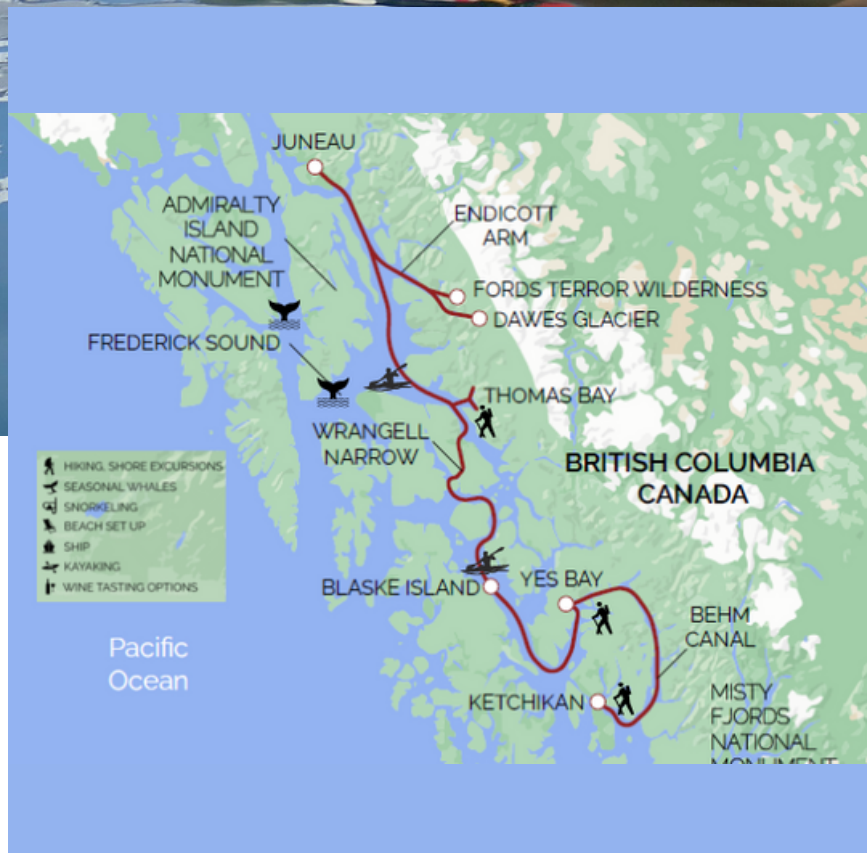 JUNEAU
ADMIRALTY
ISLAND
NATIONAL
MONUMENT
ENDICOTT
ARM
FORDS TERROR WILDERNESS
DAWES GLACIER
FREDERICK SOUND
THOMAS BAY
WRANGELL
NARROW
BRITISH COLUMBIA
CANADA
HIKING, SHORE EXCURSIONS
SEASONAL WHALES
SNORKELING
BEACH SET UP
SHIP
KAYAKING
WINE TASTING OPTIONS
BLASKE ISLAND
YES BAY
BEHM
CANAL
Pacific
Ocean
KETCHIKAN
MISTY
FJORDS
NATIONAL
MONUMENT